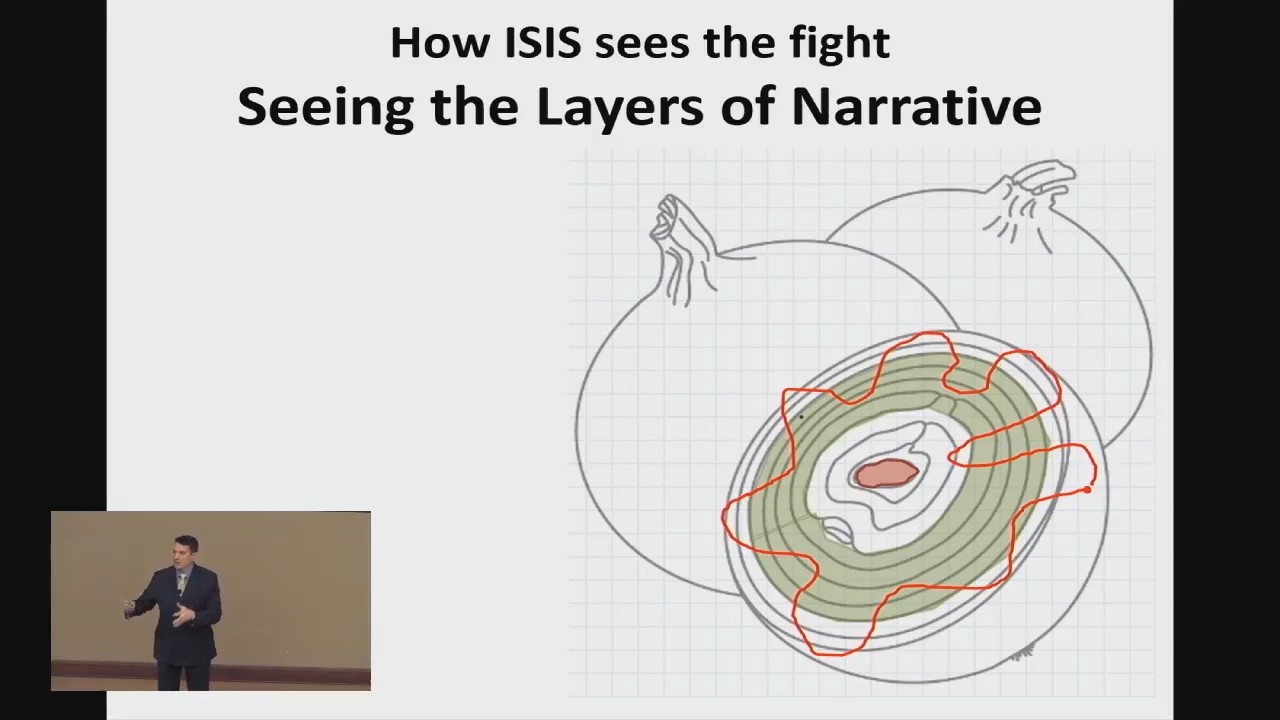 How ISIS sees the fight
Seeing the Layers of Narrative